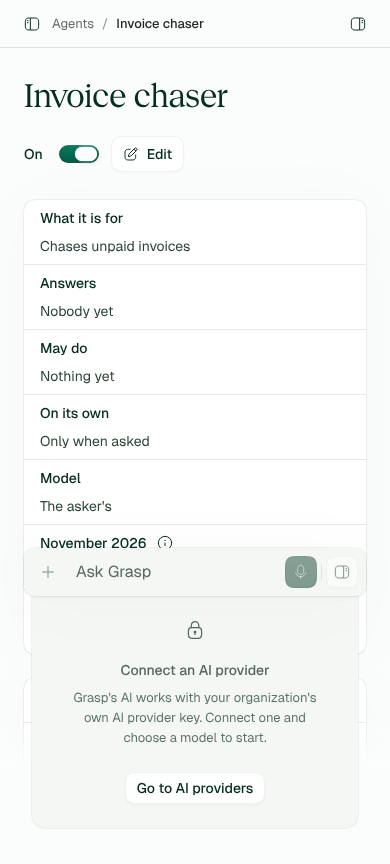 Agents / Invoice chaser
Invoice chaser
On
Edit
What it is for
Chases unpaid invoices
Answers
Nobody yet
May do
Nothing yet
On its own
Only when asked
Model
The asker's
November 2026
Ask Grasp
Connect an AI provider
Grasp's AI works with your organization's
own AI provider key. Connect one and
choose a model to start.
Go to AI providers